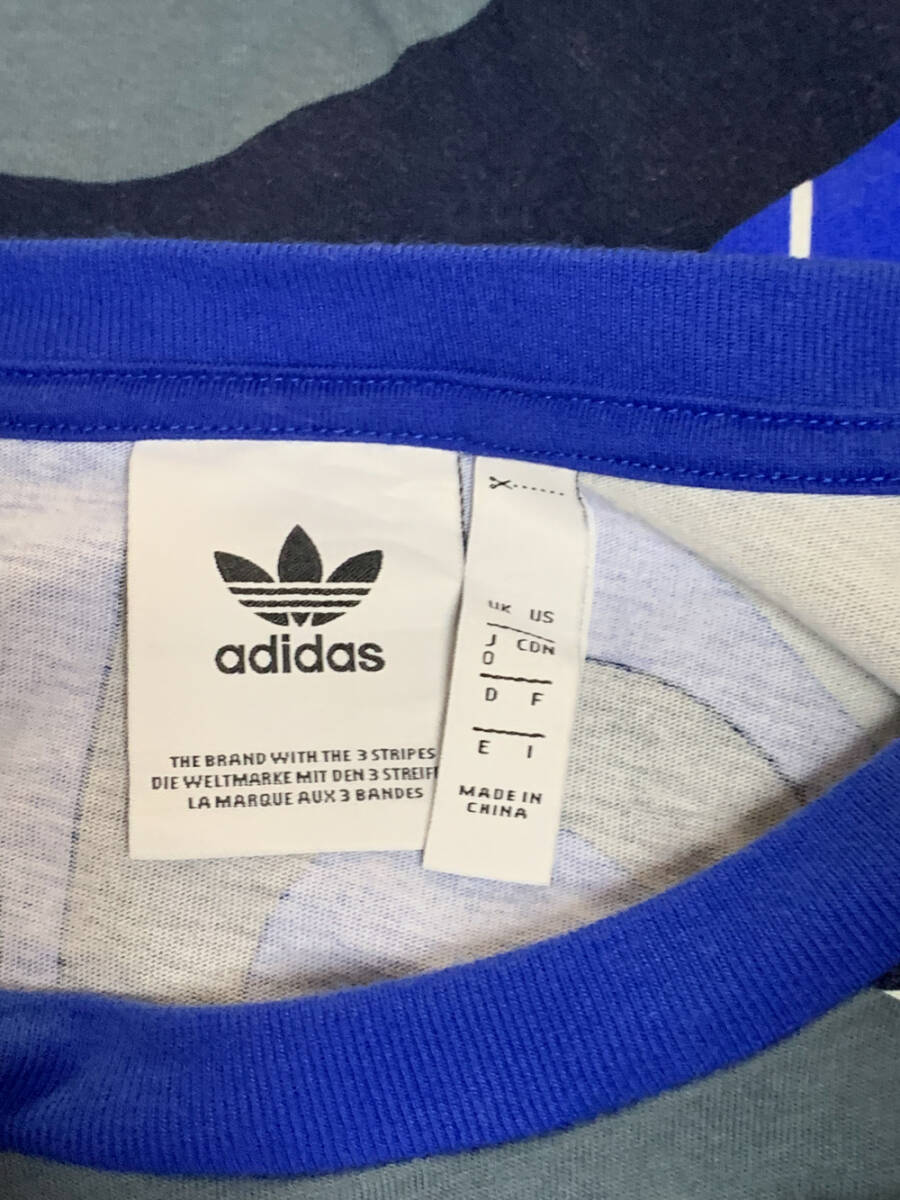 adidas
THE BRAND WITH THE 3 STRIPES
DIE WELTMARKE MIT DEN 3
LA MARQUE AUX 3 BANDES
UK US
J CDN
O
D F
E I
MADE IN
CHINA